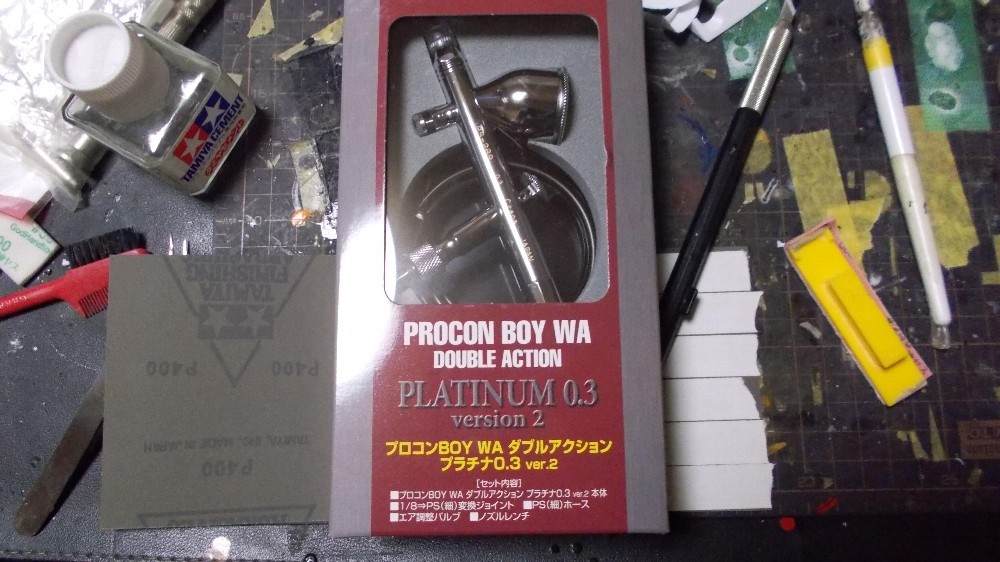 TAMIYA CEMENT
TAMIYA
FINISHING
P400
P400
TAMIYA, INC. MADE IN JAPAN
P400
JAPAN
PROCON BOY WA
DOUBLE ACTION
PLATINUM 0.3
version 2
プロコンBOY WA ダブルアクション
プラチナ0.3 ver.2
[セット内容]
■プロコンBOY WA ダブルアクション プラチナ0.3 ver.2 本体
■1/8⇒PS(細)変換ジョイント ■PS(細)ホース
■エア調整バルブ ■ノズルレンチ